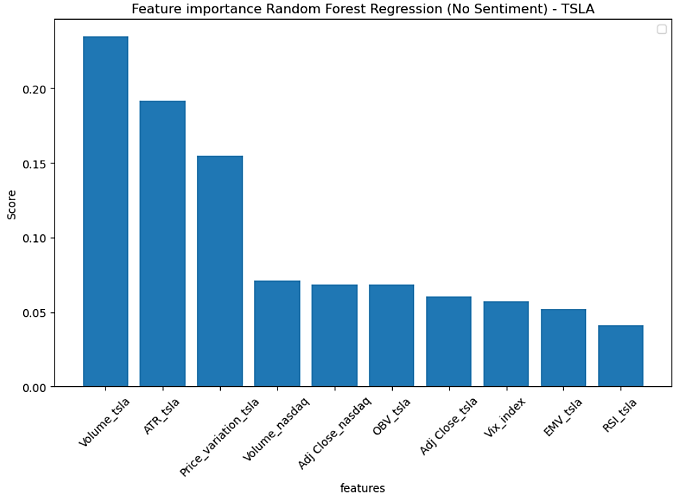 Feature importance Random Forest Regression (No Sentiment) - TSLA
Score
0.20
0.15
0.10
0.05
0.00
Volume_tsla
ATR_tsla
Price_variation_tsla
Volume_nasdaq
Adj Close_nasdaq
OBV_tsla
Adj Close_tsla
Vix_index
EMV_tsla
RSI_tsla
features